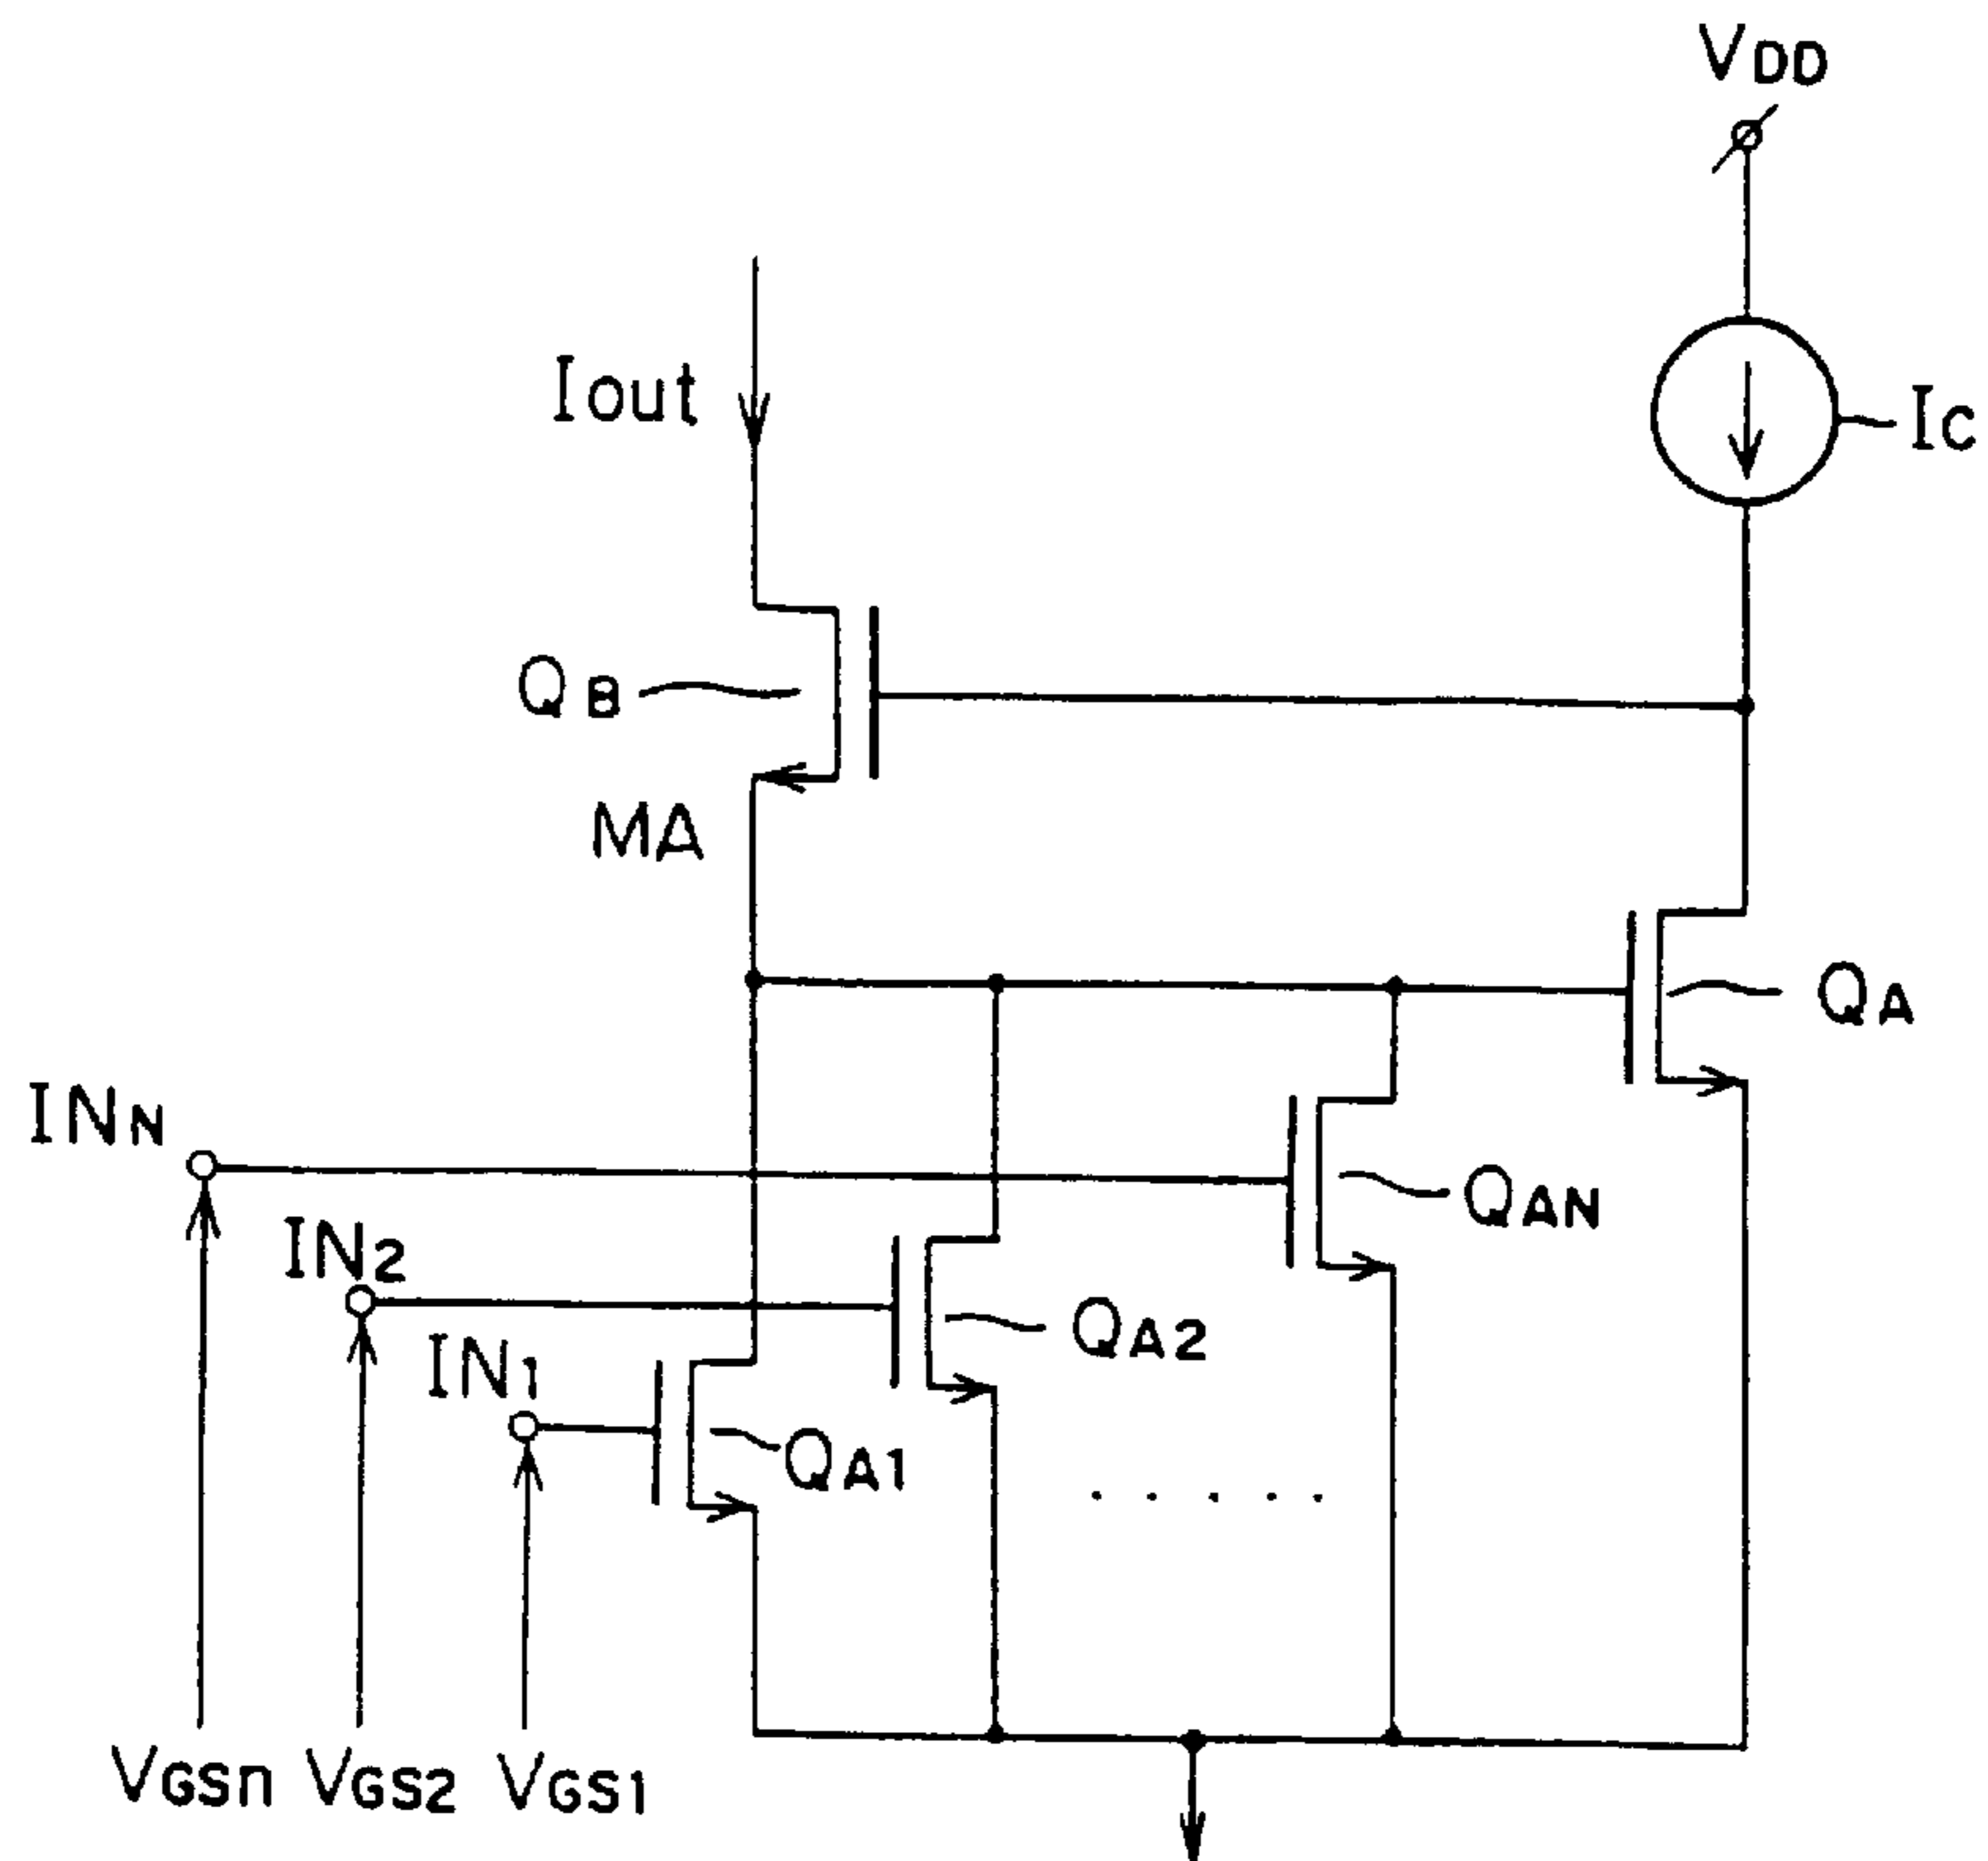 VDD
Iout
Ic
QB
MA
QA
INN
QAN
IN2
QA2
IN1
QA1
VGSn VGS2 VGS1